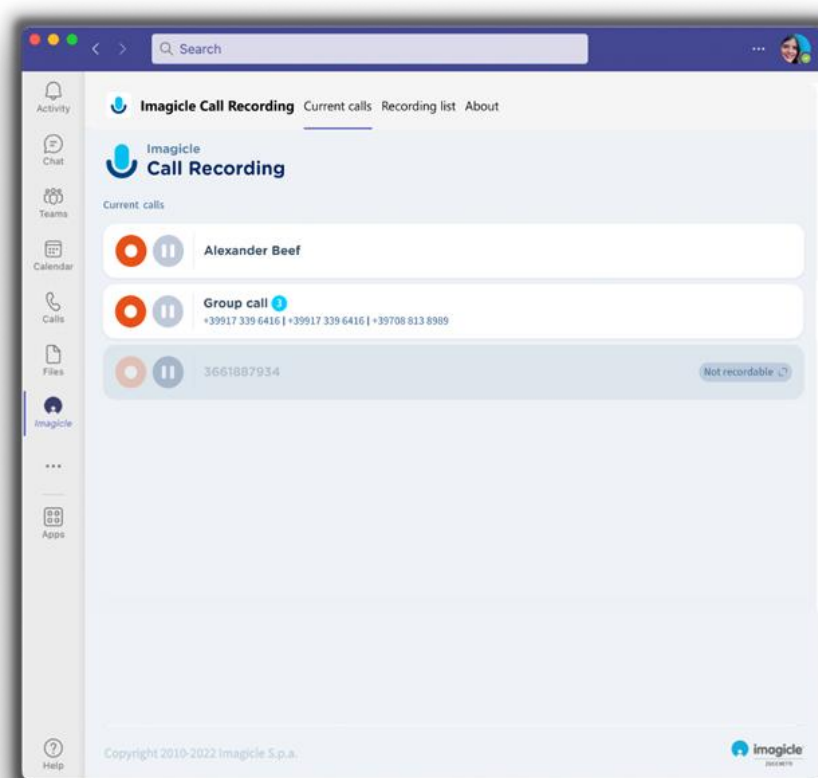 Search
...
Activity
Chat
Teams
Calendar
Calls
Files
Imagicle
...
Apps
Help
Imagicle Call Recording Current calls Recording list About
Imagicle
Call Recording
Current calls
Alexander Beef
Group call 3
+39917 339 6416 | +39917 339 6416 | +39708 813 8989
3661887934 Not recordable
Copyright 2010-2022 Imagicle S.p.a.
imagicle
ZUCCHETTI